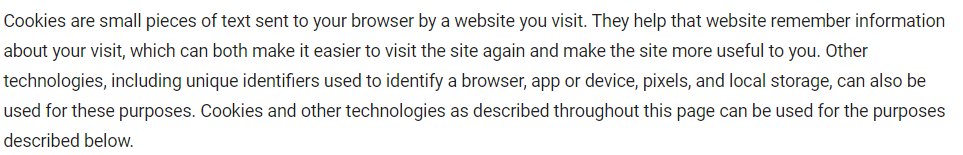 Cookies are small pieces of text sent to your browser by a website you visit. They help that website remember information
about your visit, which can both make it easier to visit the site again and make the site more useful to you. Other
technologies, including unique identifiers used to identify a browser, app or device, pixels, and local storage, can also be
used for these purposes. Cookies and other technologies as described throughout this page can be used for the purposes
described below.